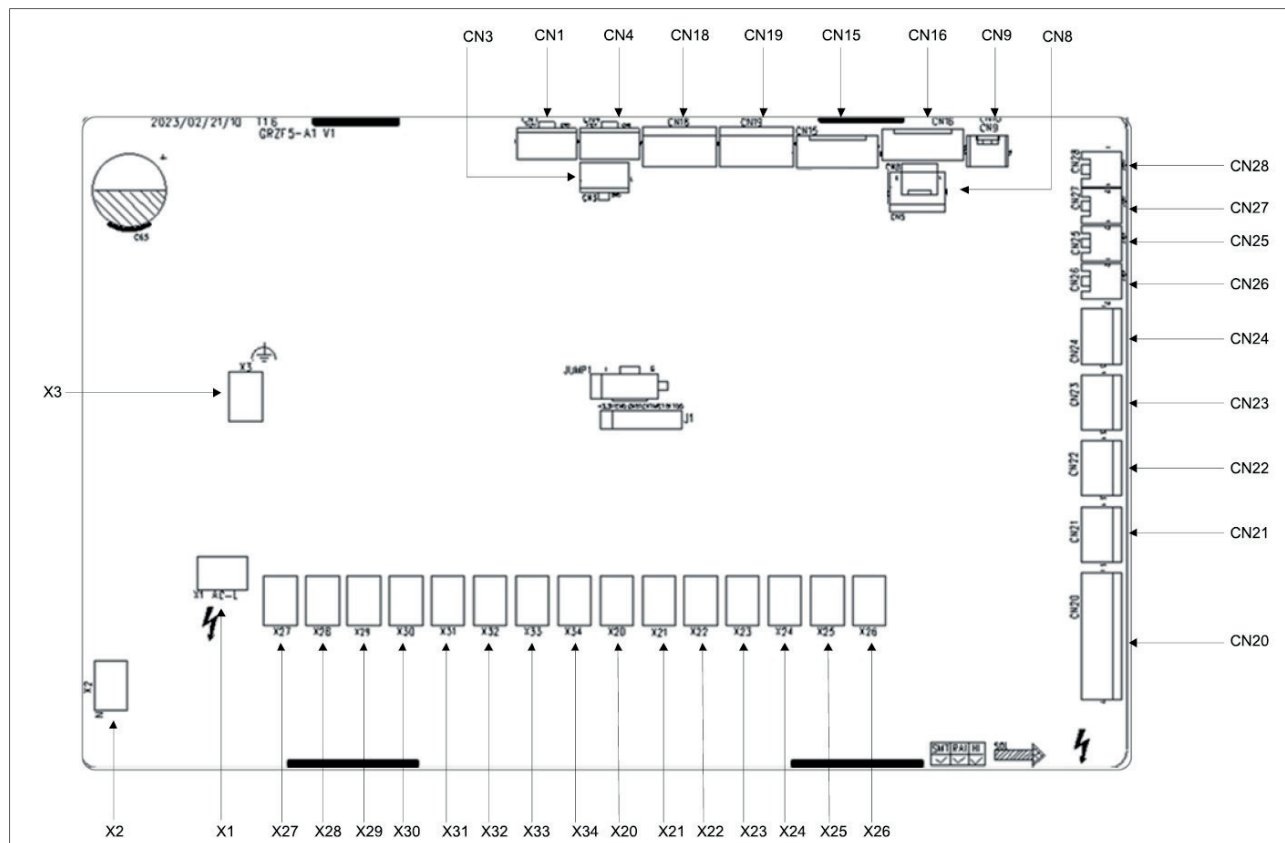 CN3 CN1 CN4 CN18 CN19 CN15 CN16 CN9 CN8
2023/02/21/10 T16
GRZF5-A1 V1
CN18
CN19
CN15
CN16
CN9
CN5
C65
CN28
CN27
CN25
CN26
CN24
CN23
CN22
CN21
CN20
CN28
CN27
CN25
CN26
CN24
CN23
CN22
CN21
CN20
X3
X3
JUMP1
J1
X1 AC-L
X2
N
X27 X28 X29 X30 X31 X32 X33 X34 X20 X21 X22 X23 X24 X25 X26
SMT RAI HI
X2 X1 X27 X28 X29 X30 X31 X32 X33 X34 X20 X21 X22 X23 X24 X25 X26